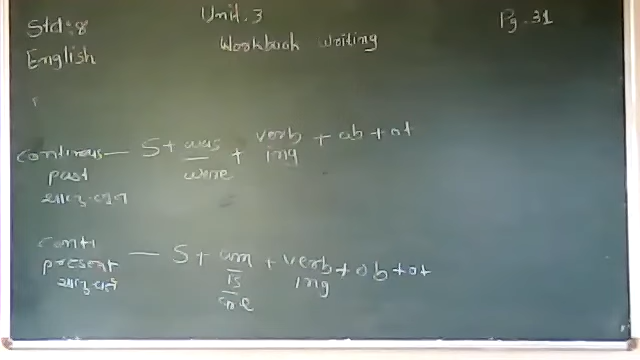 Std:8
Unit.3
Pg.31
English
Workbook writing
continous — S + was + verb + ob + ot
were
ing
past
conti
present — S + am + verb + ob + ot
is
ing
are